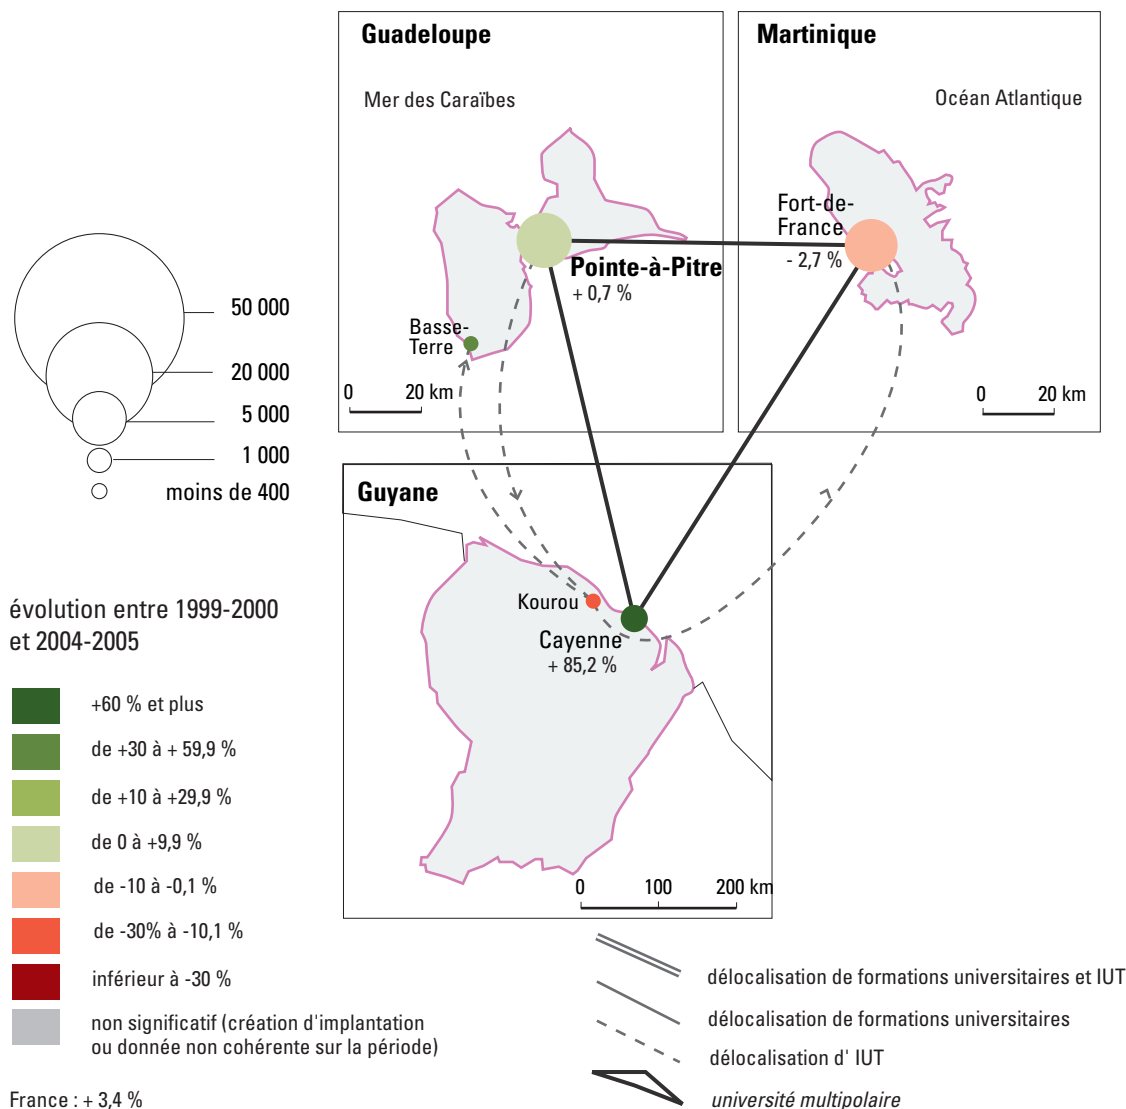 Guadeloupe
Mer des Caraïbes
Pointe-à-Pitre
+ 0,7 %
Basse-
Terre
0 20 km
Martinique
Océan Atlantique
Fort-de-
France
- 2,7 %
0 20 km
50 000
20 000
5 000
1 000
moins de 400
Guyane
Kourou
Cayenne
+ 85,2 %
0 100 200 km
évolution entre 1999-2000
et 2004-2005
+60 % et plus
de +30 à + 59,9 %
de +10 à +29,9 %
de 0 à +9,9 %
de -10 à -0,1 %
de -30% à -10,1 %
inférieur à -30 %
non significatif (création d'implantation
ou donnée non cohérente sur la période)
France : + 3,4 %
délocalisation de formations universitaires et IUT
délocalisation de formations universitaires
délocalisation d' IUT
université multipolaire